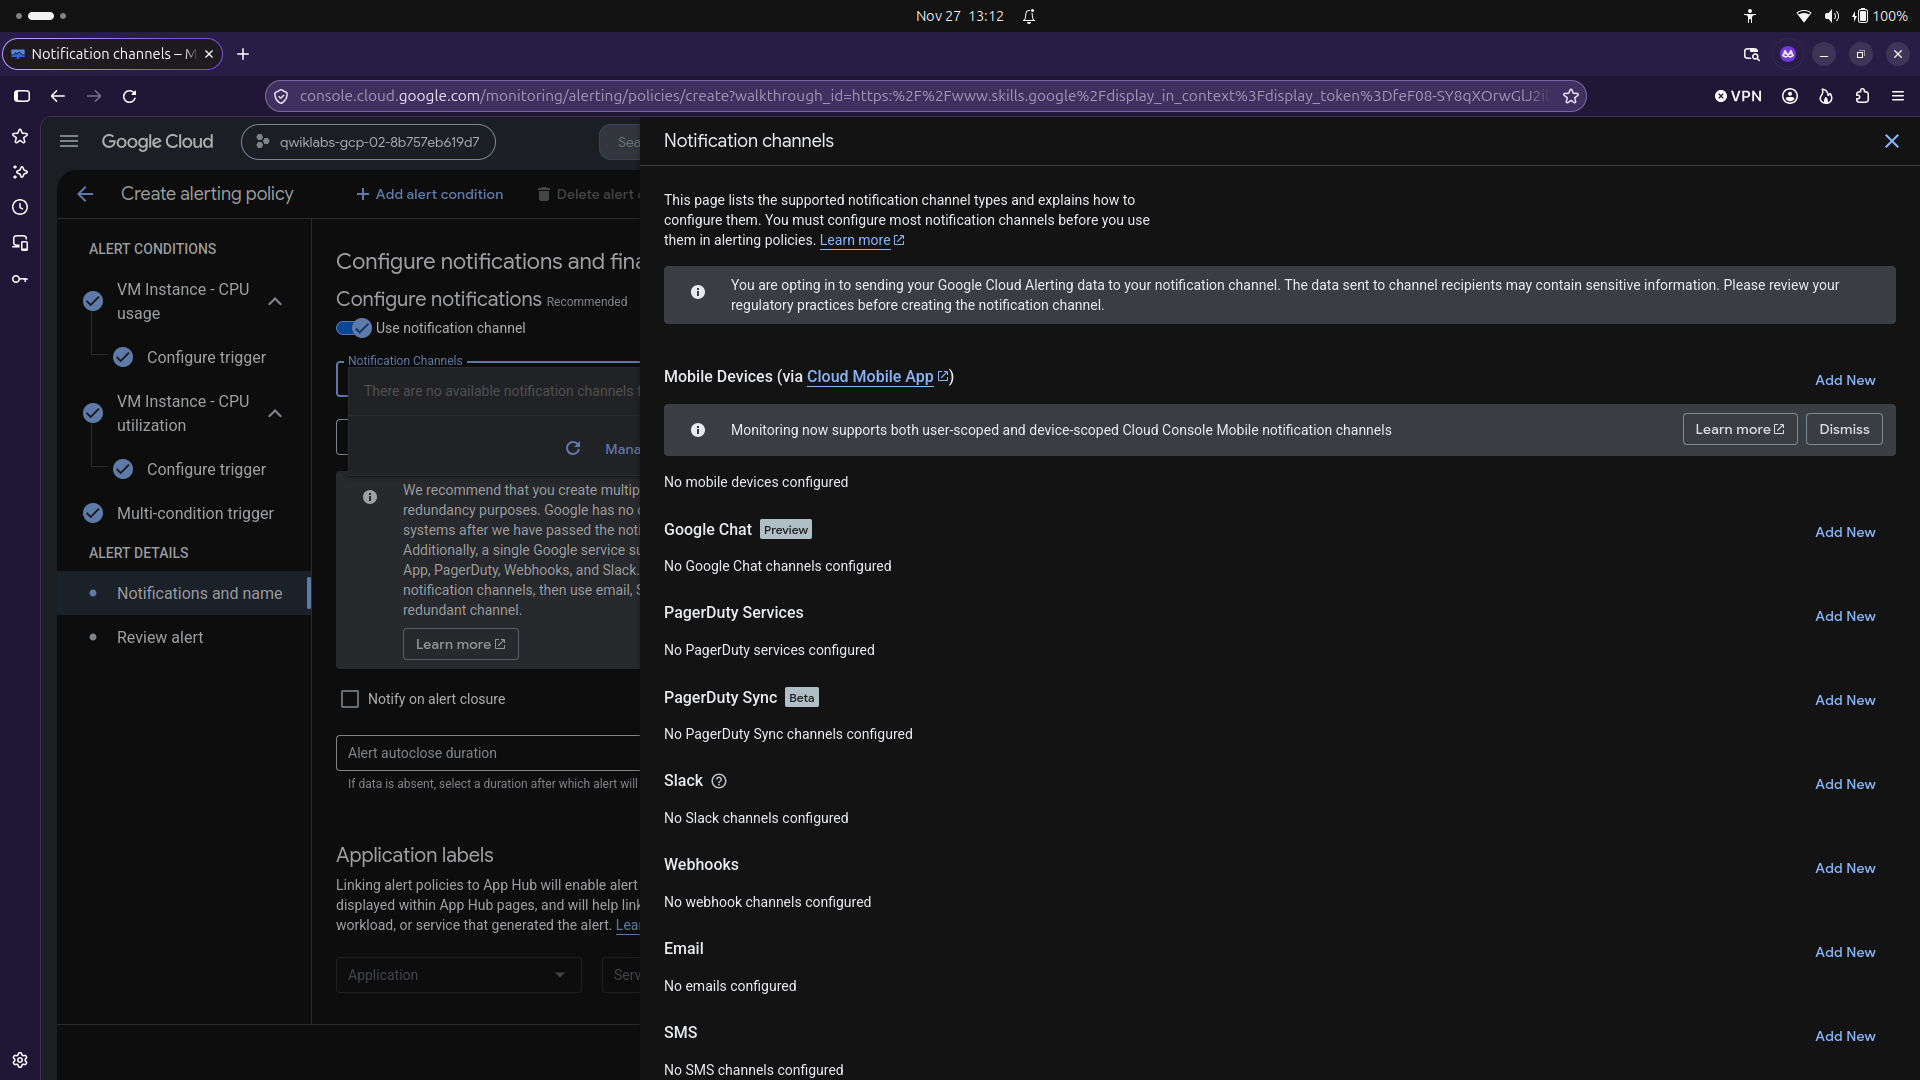 Nov 27 13:12
100%
Notification channels – M
console.cloud.google.com/monitoring/alerting/policies/create?walkthrough_id=https:%2F%2Fwww.skills.google%2Fdisplay_in_context%3Fdisplay_token%3DfeF08-SY8qXOrwGlJ2il
VPN
Google Cloud
qwiklabs-gcp-02-8b757eb619d7
Sea
Create alerting policy
Add alert condition
Delete alert c
ALERT CONDITIONS
VM Instance - CPU
usage
Configure trigger
VM Instance - CPU
utilization
Configure trigger
Multi-condition trigger
ALERT DETAILS
Notifications and name
Review alert
Configure notifications and fina
Configure notifications Recommended
Use notification channel
Notification Channels
There are no available notification channels f
Mana
We recommend that you create multip
redundancy purposes. Google has no c
systems after we have passed the noti
Additionally, a single Google service su
App, PagerDuty, Webhooks, and Slack.
notification channels, then use email, S
redundant channel.
Learn more
Notify on alert closure
Alert autoclose duration
If data is absent, select a duration after which alert will
Application labels
Linking alert policies to App Hub will enable alert
displayed within App Hub pages, and will help link
workload, or service that generated the alert. Lea
Application
Serv
Notification channels
This page lists the supported notification channel types and explains how to
configure them. You must configure most notification channels before you use
them in alerting policies. Learn more
You are opting in to sending your Google Cloud Alerting data to your notification channel. The data sent to channel recipients may contain sensitive information. Please review your
regulatory practices before creating the notification channel.
Mobile Devices (via Cloud Mobile App)
Add New
Monitoring now supports both user-scoped and device-scoped Cloud Console Mobile notification channels
Learn more
Dismiss
No mobile devices configured
Google Chat Preview
Add New
No Google Chat channels configured
PagerDuty Services
Add New
No PagerDuty services configured
PagerDuty Sync Beta
Add New
No PagerDuty Sync channels configured
Slack
Add New
No Slack channels configured
Webhooks
Add New
No webhook channels configured
Email
Add New
No emails configured
SMS
Add New
No SMS channels configured